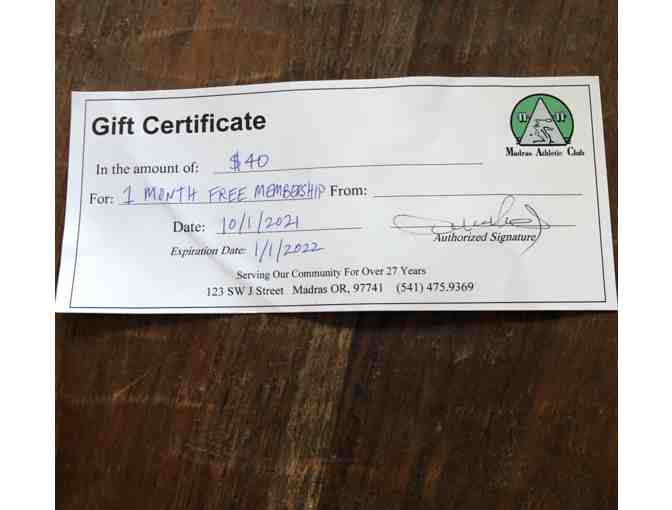 Gift Certificate
Madras Athletic Club
In the amount of: $40
For: 1 MONTH FREE MEMBERSHIP From:
Date: 10/1/2021
Authorized Signature
Expiration Date: 1/1/2022
Serving Our Community For Over 27 Years
123 SW J Street Madras OR, 97741 (541) 475.9369